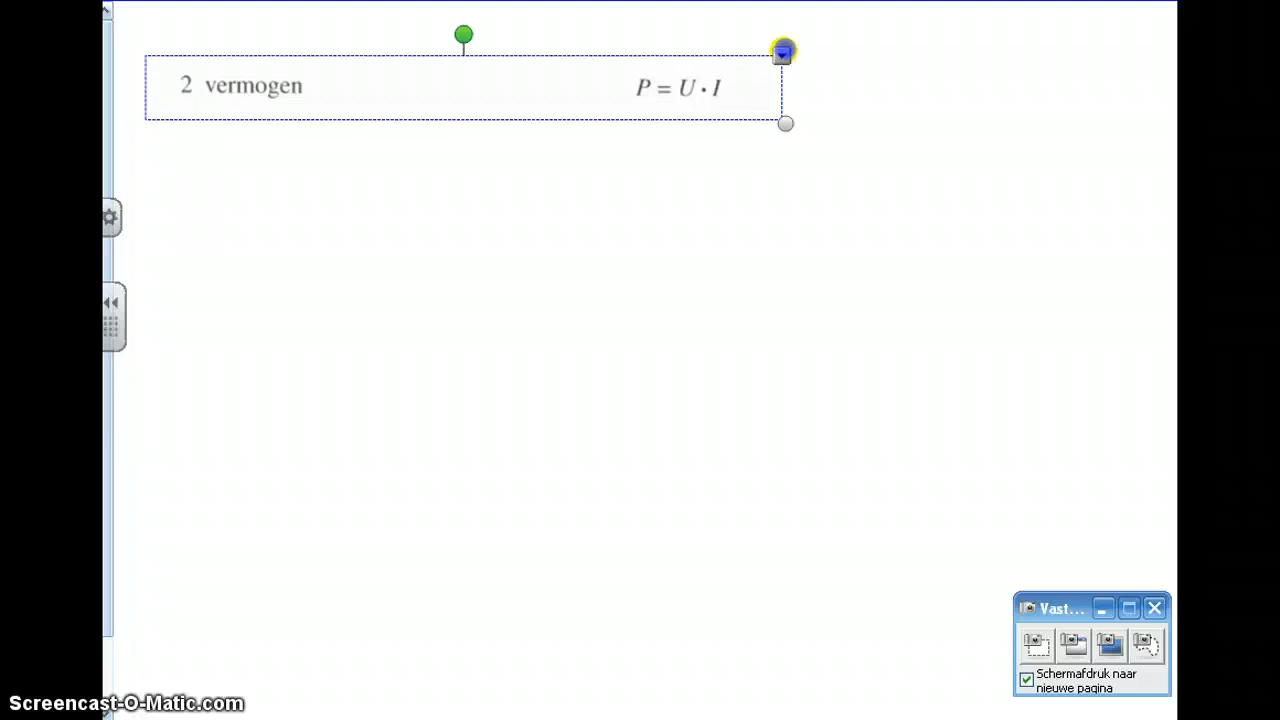 2 vermogen P = U · I
Vast...
Schermafdruk naar
nieuwe pagina
Screencast-O-Matic.com